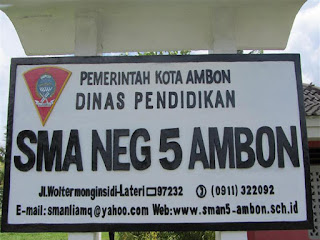 PEMERINTAH KOTA AMBON
DINAS PENDIDIKAN
SMA NEG 5 AMBON
Jl.Woltermonginsidi-Lateri 97232 (0911) 322092
E-mail: smanliamq@yahoo.com Web:www.sman5-ambon.sch.id